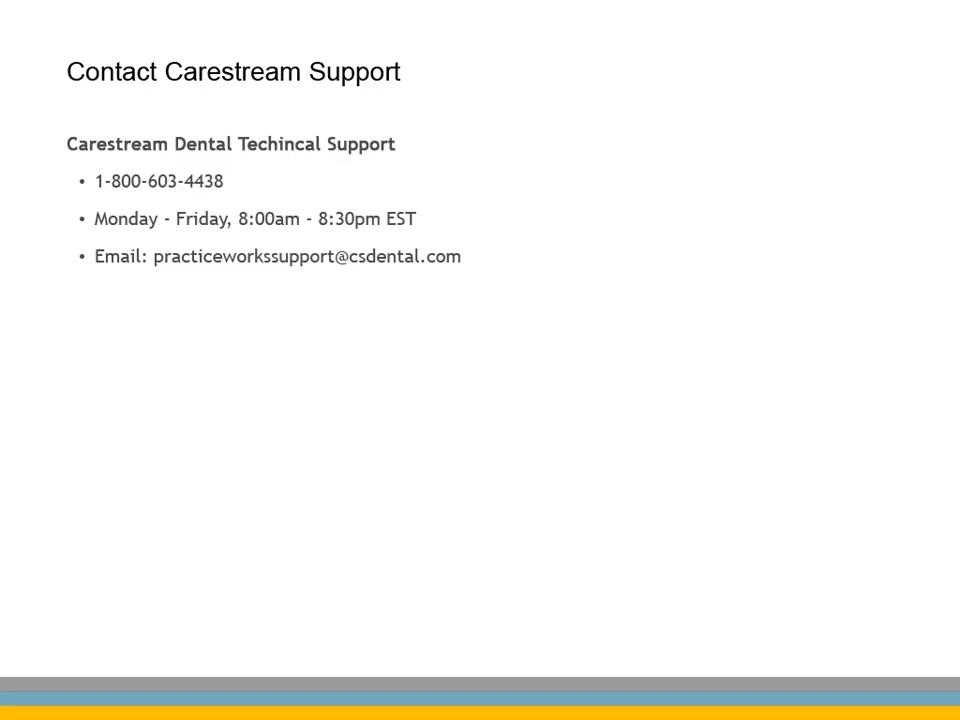 Contact Carestream Support
Carestream Dental Techincal Support
• 1-800-603-4438
• Monday - Friday, 8:00am - 8:30pm EST
• Email: practiceworkssupport@csdental.com